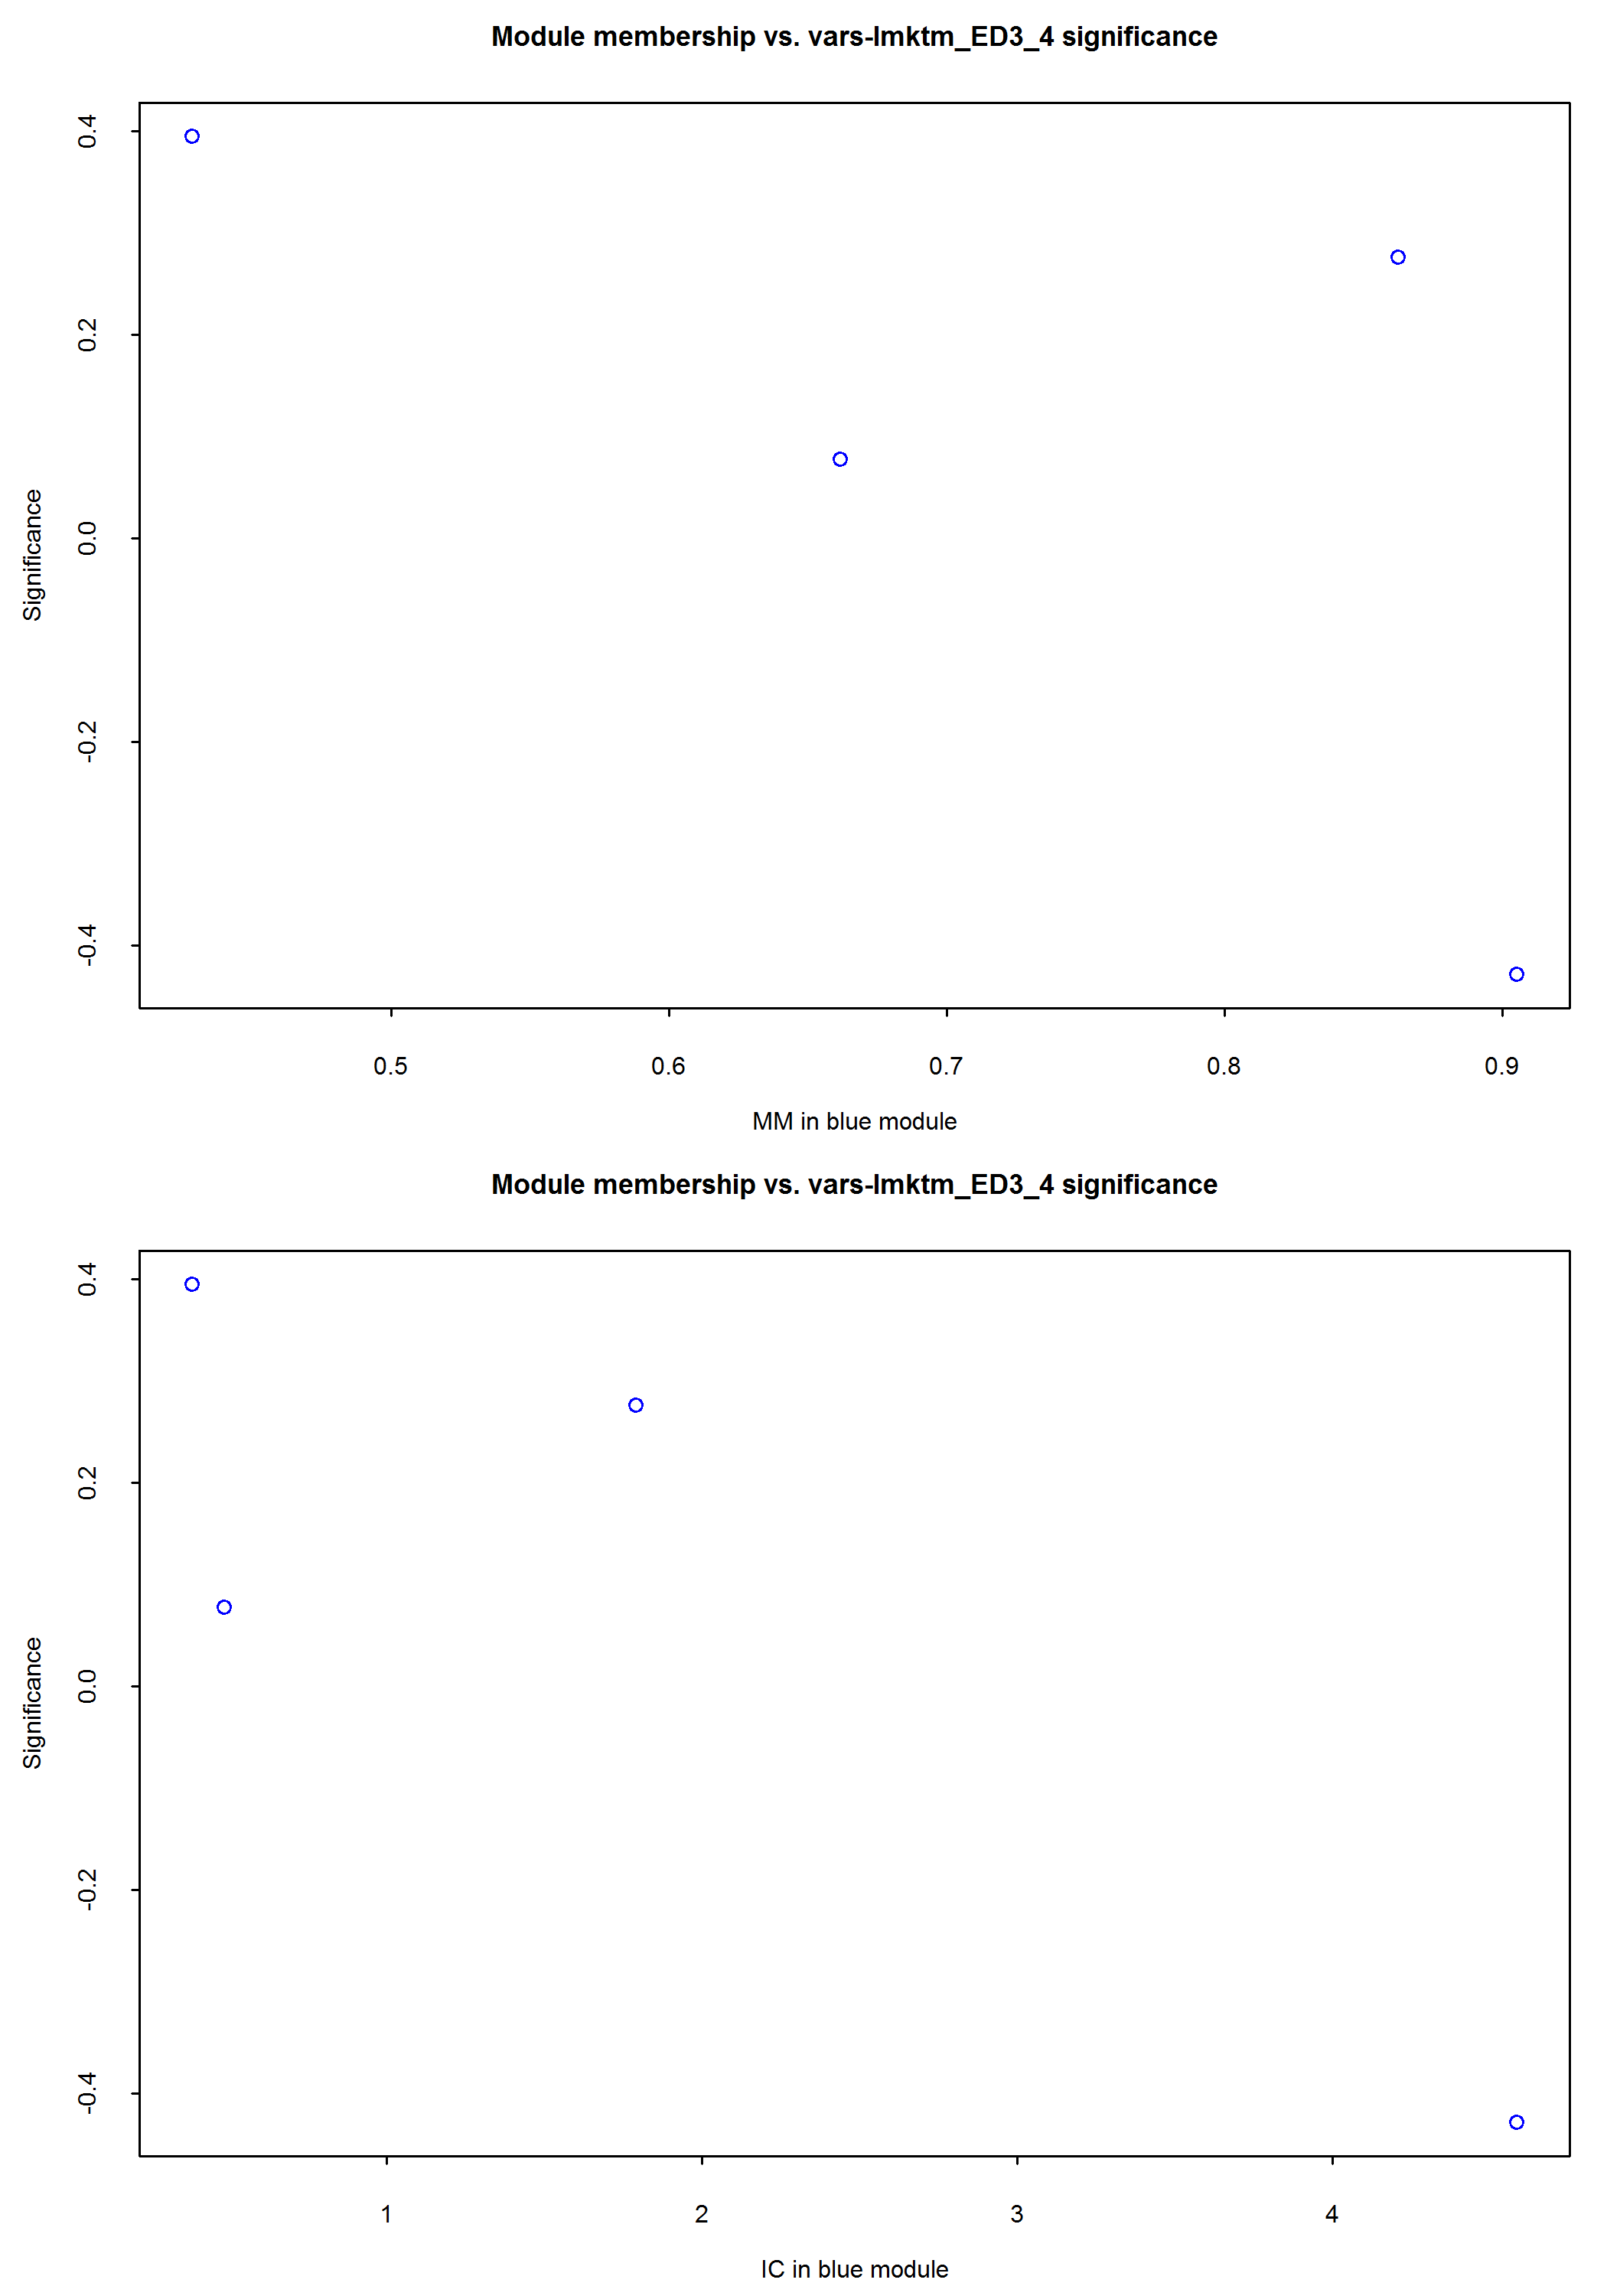 Module membership vs. vars-lmktm_ED3_4 significance
0.4
0.2
0.0
-0.2
-0.4
Significance
0.5 0.6 0.7 0.8 0.9
MM in blue module
Module membership vs. vars-lmktm_ED3_4 significance
0.4
0.2
0.0
-0.2
-0.4
Significance
1 2 3 4
IC in blue module